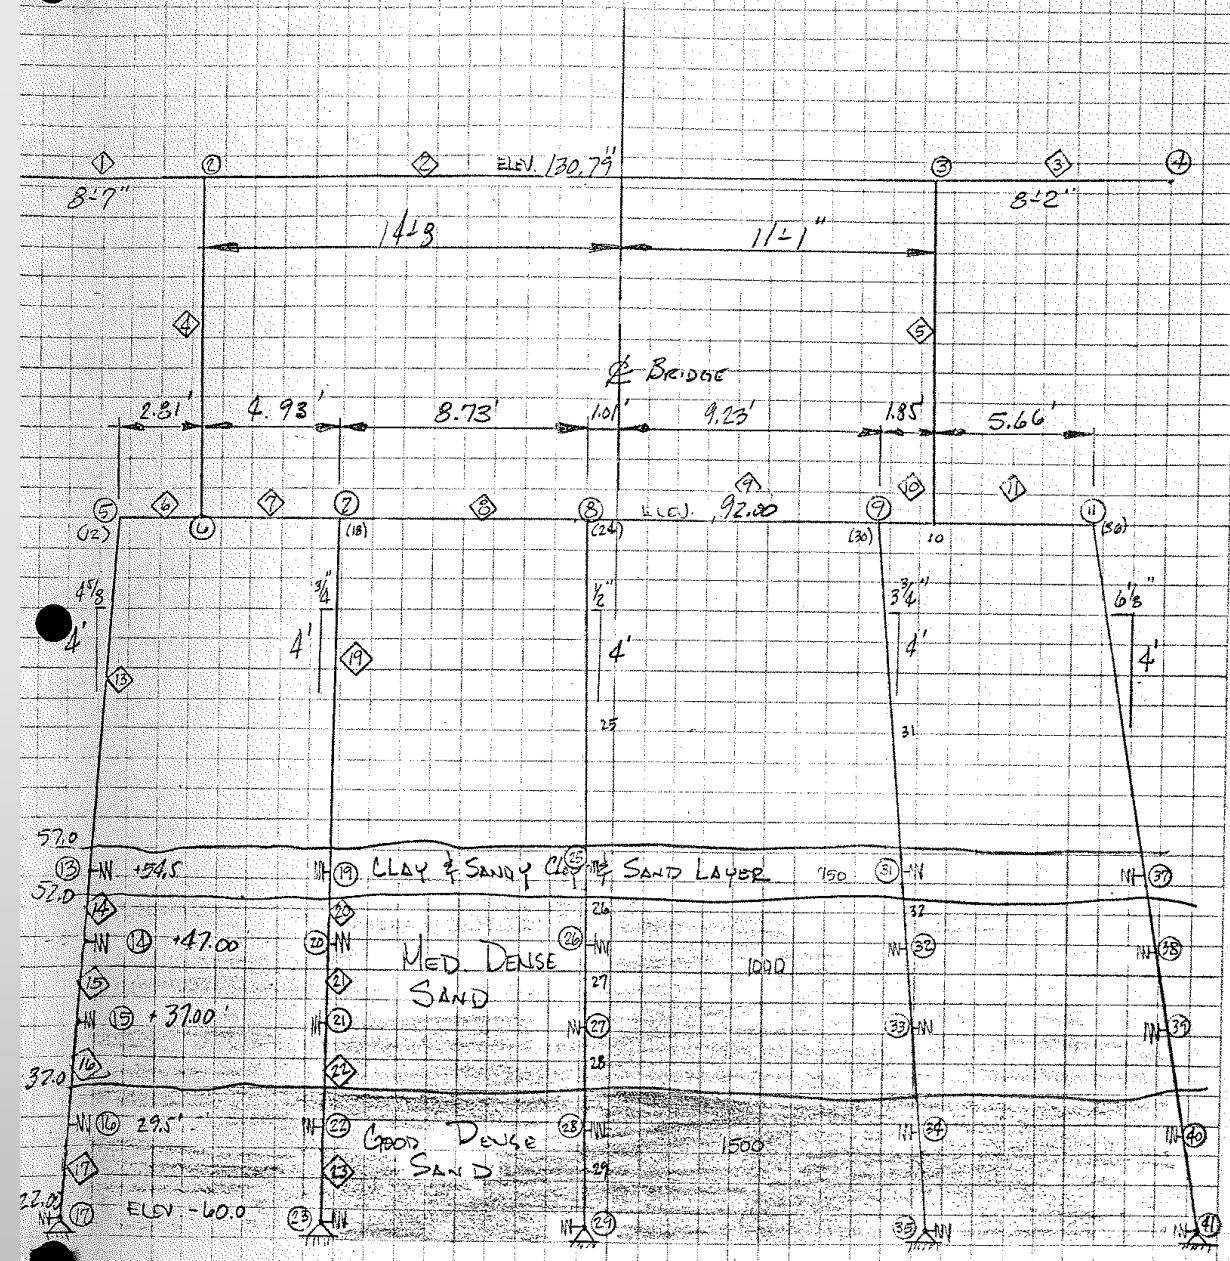 1 2 2 ELEV. 130.79" 3 3 4
8'-7" 8'-2"
14'-8 11'-1"
4 5
℄ BRIDGE
2.81' 4.93' 8.73' 1.01' 9.23' 1.85' 5.66'
5 6 7 7 8 8 ELEV. 92.00 9 9 10 11 11
(12) 6 (18) (24) (30) 10 (36)
4 5/8 3/4" 1/2" 3 3/4" 6 1/8"
4' 4' 4' 4' 4'
13 19
25 31
57.0
13 +54.5 19 CLAY & SANDY CLAY & SAND LAYER 750 31 37
25
52.0
14 20 26 32
14 +47.00 20 MED. DENSE 26 1000 32 38
15 21 SAND 27
15 +37.00' 21 27 33 39
16 22 28
32.0
16 29.5' 22 GOOD DENSE 28 1500 34 40
17 23 SAND 29
22.00
17 ELEV -60.0 23 29 35 41